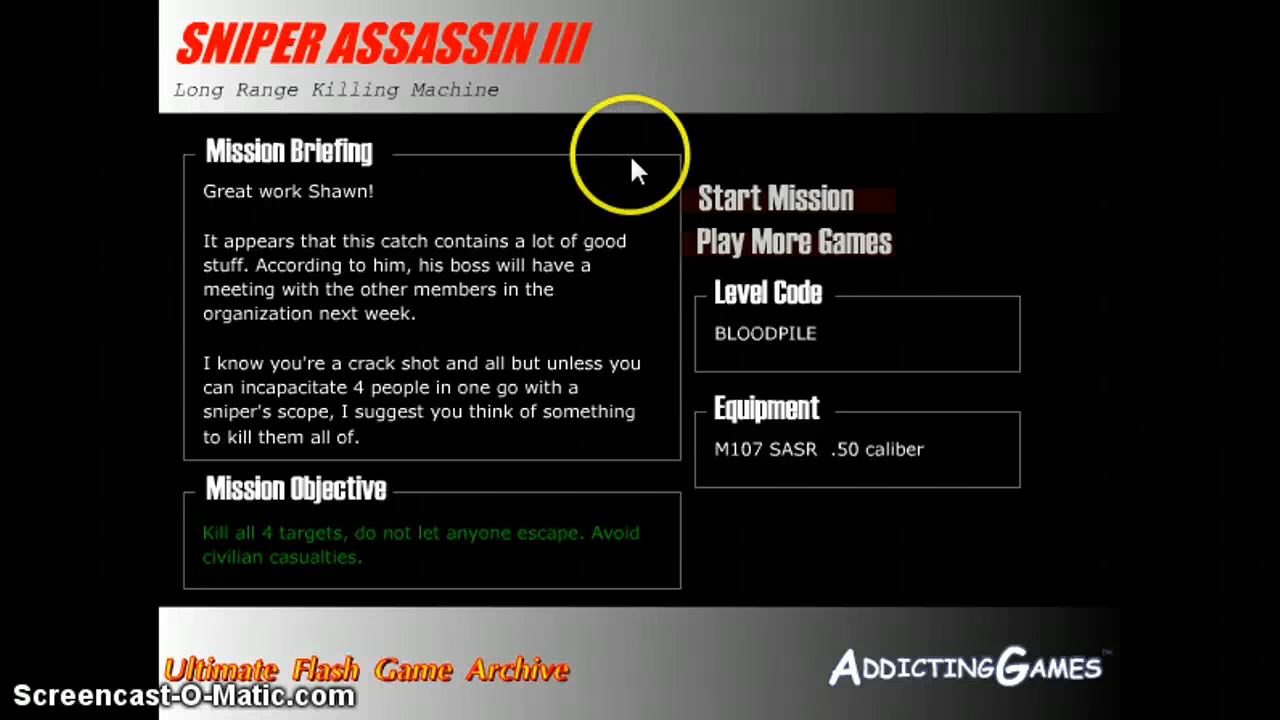 SNIPER ASSASSIN III
Long Range Killing Machine
Mission Briefing
Great work Shawn!
It appears that this catch contains a lot of good
stuff. According to him, his boss will have a
meeting with the other members in the
organization next week.
I know you're a crack shot and all but unless you
can incapacitate 4 people in one go with a
sniper's scope, I suggest you think of something
to kill them all of.
Mission Objective
Kill all 4 targets, do not let anyone escape. Avoid
civilian casualties.
Start Mission
Play More Games
Level Code
BLOODPILE
Equipment
M107 SASR .50 caliber
Ultimate Flash Game Archive
Screencast-O-Matic.com
ADDICTINGGAMES™